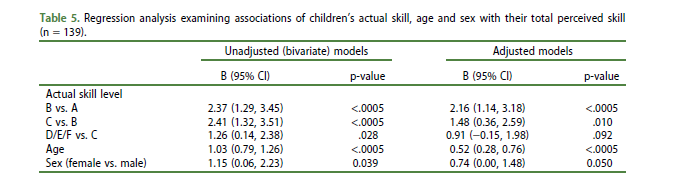 Table 5. Regression analysis examining associations of children's actual skill, age and sex with their total perceived skill
(n = 139).
Unadjusted (bivariate) models Adjusted models
B (95% CI) p-value B (95% CI) p-value
Actual skill level
B vs. A 2.37 (1.29, 3.45) <.0005 2.16 (1.14, 3.18) <.0005
C vs. B 2.41 (1.32, 3.51) <.0005 1.48 (0.36, 2.59) .010
D/E/F vs. C 1.26 (0.14, 2.38) .028 0.91 (−0.15, 1.98) .092
Age 1.03 (0.79, 1.26) <.0005 0.52 (0.28, 0.76) <.0005
Sex (female vs. male) 1.15 (0.06, 2.23) 0.039 0.74 (0.00, 1.48) 0.050